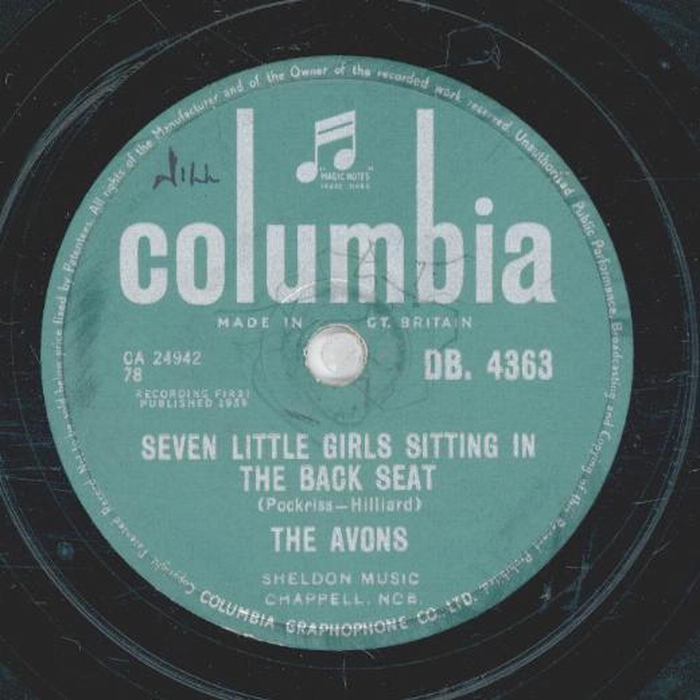 All rights of the Manufacturer and of the Owner of the recorded work reserved. Unauthorised Public Performance, Broadcasting and Copying of this Record Prohibited.
"MAGIC NOTES"
TRADE MARK
Jill
columbia
MADE IN GT. BRITAIN
CA 24942
78
DB. 4363
RECORDING FIRST
PUBLISHED 1959
SEVEN LITTLE GIRLS SITTING IN
THE BACK SEAT
(Pockriss—Hilliard)
THE AVONS
SHELDON MUSIC
CHAPPELL. NCB
COLUMBIA GRAPHOPHONE CO. LTD.